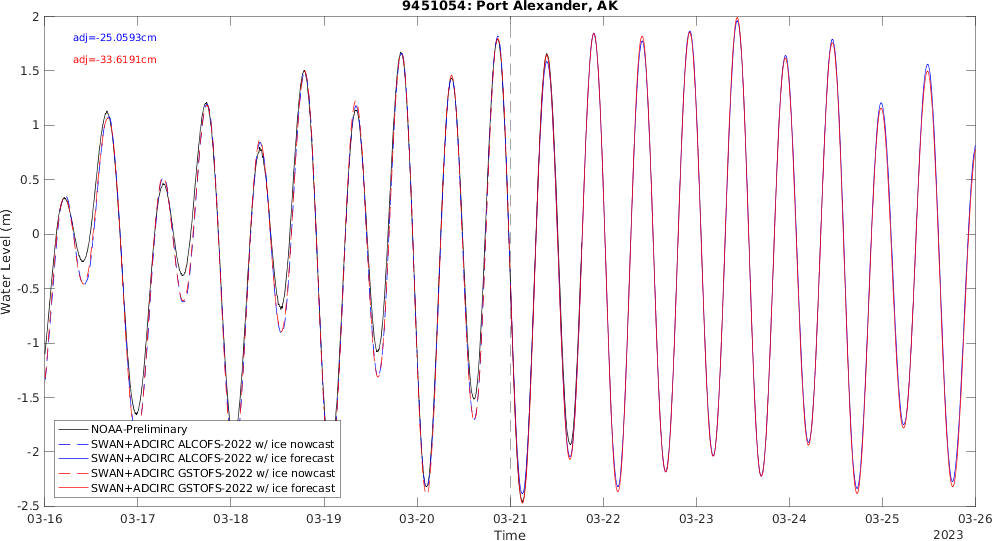 9451054: Port Alexander, AK
adj=-25.0593cm
adj=-33.6191cm
Water Level (m)
2
1.5
1
0.5
0
-0.5
-1
-1.5
-2
-2.5
NOAA-Preliminary
SWAN+ADCIRC ALCOFS-2022 w/ ice nowcast
SWAN+ADCIRC ALCOFS-2022 w/ ice forecast
SWAN+ADCIRC GSTOFS-2022 w/ ice nowcast
SWAN+ADCIRC GSTOFS-2022 w/ ice forecast
03-16 03-17 03-18 03-19 03-20 03-21 03-22 03-23 03-24 03-25 03-26
Time
2023